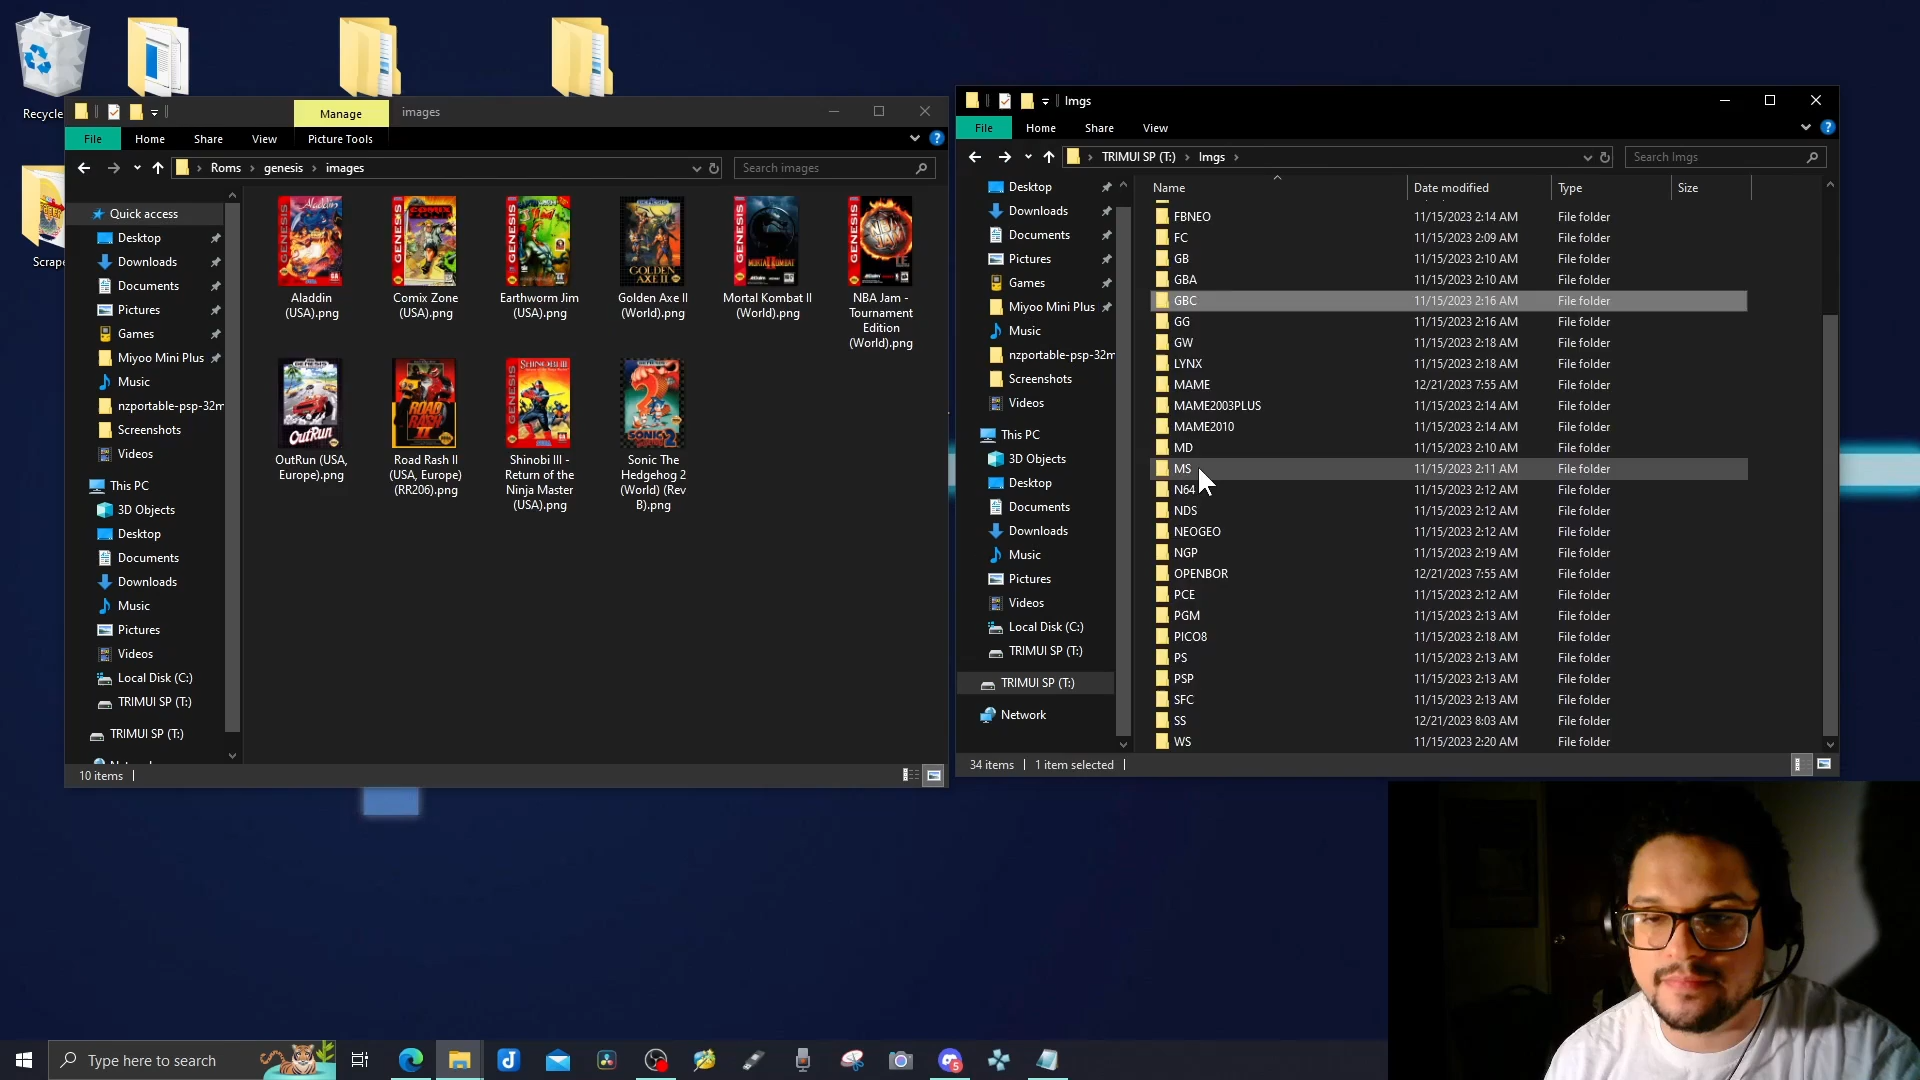 Recycle
Scrape
Manage
images
File
Home
Share
View
Picture Tools
Roms
genesis
images
Search images
Quick access
Desktop
Downloads
Documents
Pictures
Games
Miyoo Mini Plus
Music
nzportable-psp-32m
Screenshots
Videos
This PC
3D Objects
Desktop
Documents
Downloads
Music
Pictures
Videos
Local Disk (C:)
TRIMUI SP (T:)
TRIMUI SP (T:)
Aladdin
(USA).png
Comix Zone
(USA).png
Earthworm Jim
(USA).png
Golden Axe II
(World).png
Mortal Kombat II
(World).png
NBA Jam -
Tournament
Edition
(World).png
OutRun (USA,
Europe).png
Road Rash II
(USA, Europe)
(RR206).png
Shinobi III -
Return of the
Ninja Master
(USA).png
Sonic The
Hedgehog 2
(World) (Rev
B).png
10 items
Imgs
File
Home
Share
View
TRIMUI SP (T:)
Imgs
Search Imgs
Desktop
Downloads
Documents
Pictures
Games
Miyoo Mini Plus
Music
nzportable-psp-32m
Screenshots
Videos
This PC
3D Objects
Desktop
Documents
Downloads
Music
Pictures
Videos
Local Disk (C:)
TRIMUI SP (T:)
TRIMUI SP (T:)
Network
Name Date modified Type Size
FBNEO 11/15/2023 2:14 AM File folder
FC 11/15/2023 2:09 AM File folder
GB 11/15/2023 2:10 AM File folder
GBA 11/15/2023 2:10 AM File folder
GBC 11/15/2023 2:16 AM File folder
GG 11/15/2023 2:16 AM File folder
GW 11/15/2023 2:18 AM File folder
LYNX 11/15/2023 2:18 AM File folder
MAME 12/21/2023 7:55 AM File folder
MAME2003PLUS 11/15/2023 2:14 AM File folder
MAME2010 11/15/2023 2:14 AM File folder
MD 11/15/2023 2:10 AM File folder
MS 11/15/2023 2:11 AM File folder
N64 11/15/2023 2:12 AM File folder
NDS 11/15/2023 2:12 AM File folder
NEOGEO 11/15/2023 2:12 AM File folder
NGP 11/15/2023 2:19 AM File folder
OPENBOR 12/21/2023 7:55 AM File folder
PCE 11/15/2023 2:12 AM File folder
PGM 11/15/2023 2:13 AM File folder
PICO8 11/15/2023 2:18 AM File folder
PS 11/15/2023 2:13 AM File folder
PSP 11/15/2023 2:13 AM File folder
SFC 11/15/2023 2:13 AM File folder
SS 12/21/2023 8:03 AM File folder
WS 11/15/2023 2:20 AM File folder
34 items
1 item selected
Type here to search